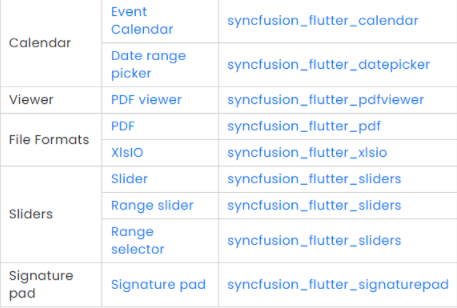 Calendar
Event
Calendar
syncfusion_flutter_calendar
Date range
picker
syncfusion_flutter_datepicker
Viewer
PDF viewer
syncfusion_flutter_pdfviewer
File Formats
PDF
syncfusion_flutter_pdf
XlsIO
syncfusion_flutter_xlsio
Sliders
Slider
syncfusion_flutter_sliders
Range slider
syncfusion_flutter_sliders
Range
selector
syncfusion_flutter_sliders
Signature
pad
Signature pad
syncfusion_flutter_signaturepad